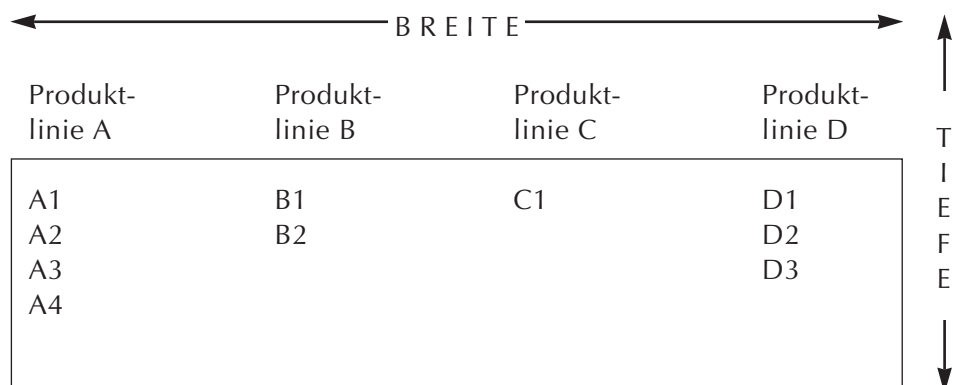 BREITE
Produkt- Produkt- Produkt- Produkt-
linie A linie B linie C linie D
A1 B1 C1 D1
A2 B2 D2
A3 D3
A4
TIEFE